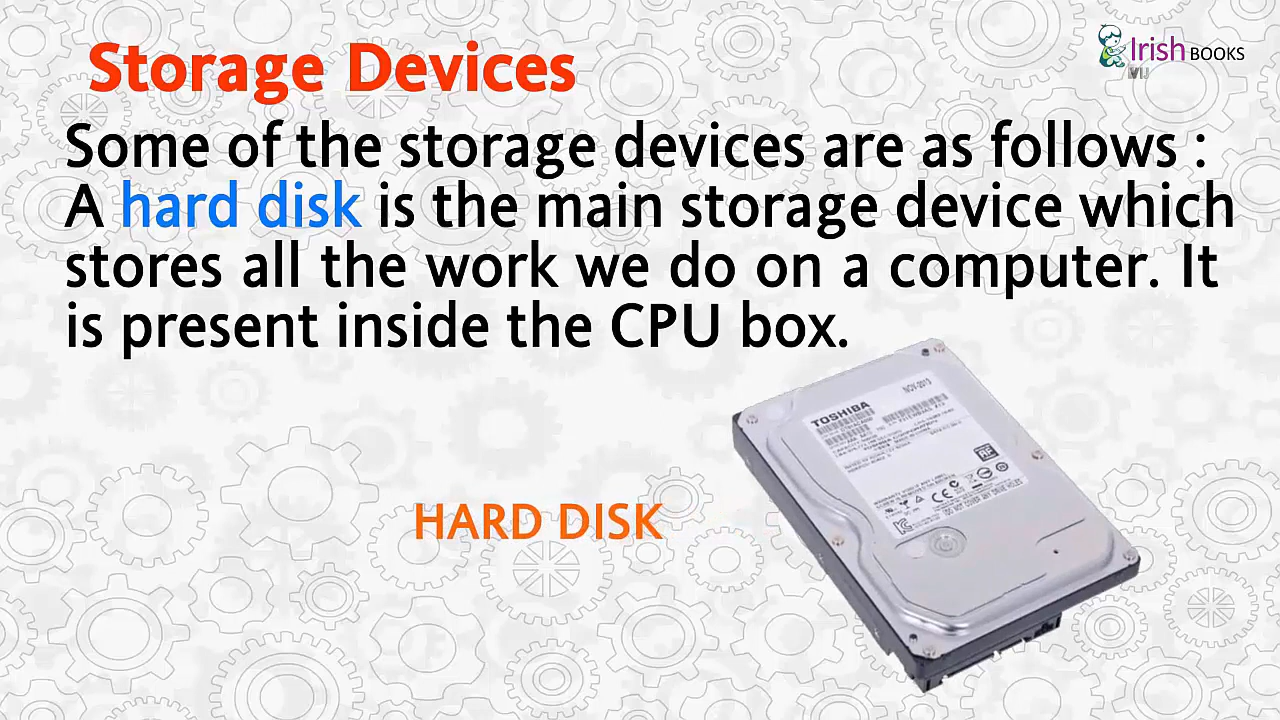 Storage Devices
Irish BOOKS
Some of the storage devices are as follows :
A hard disk is the main storage device which
stores all the work we do on a computer. It
is present inside the CPU box.
NOV-2013
TOSHIBA
HARD DISK